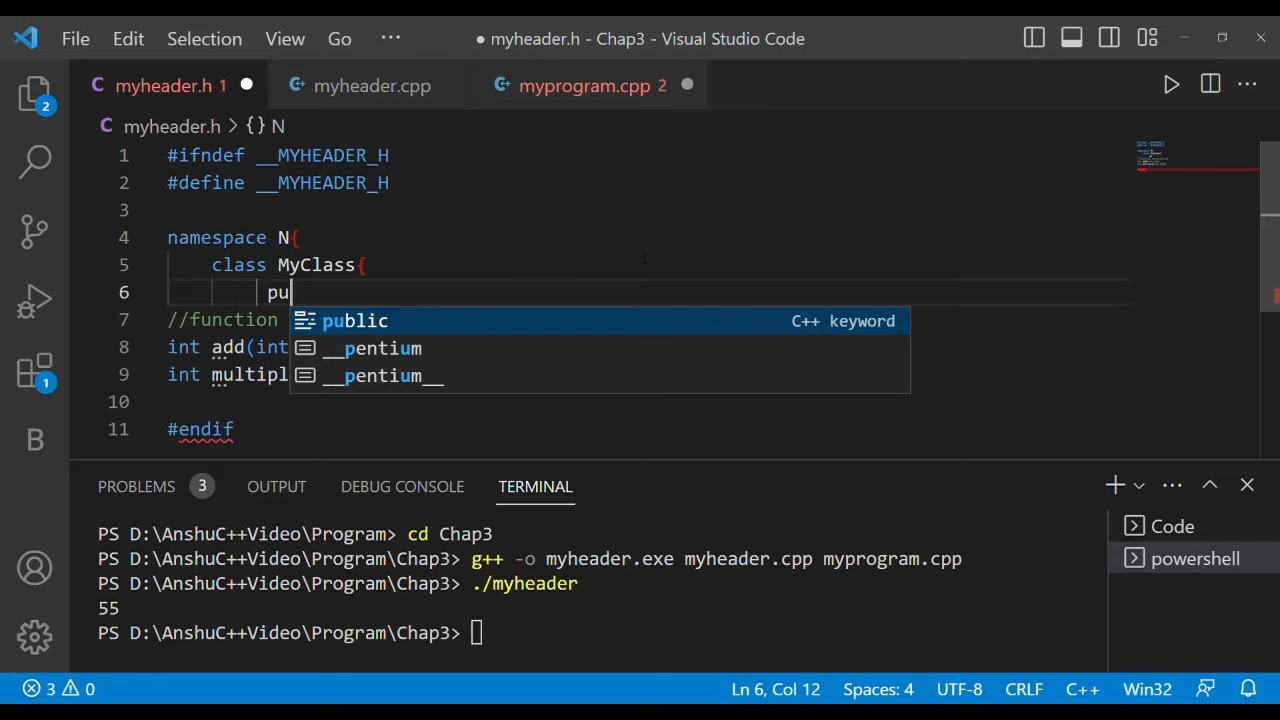 File Edit Selection View Go ··· ● myheader.h - Chap3 - Visual Studio Code
myheader.h 1 myheader.cpp myprogram.cpp 2
myheader.h > {} N
1 #ifndef __MYHEADER_H
2 #define __MYHEADER_H
3
4 namespace N{
5 class MyClass{
6 pu
7 //function public C++ keyword
8 int add(int __pentium
9 int multipl __pentium__
10
11 #endif
2
1
B
PROBLEMS 3 OUTPUT DEBUG CONSOLE TERMINAL
PS D:\AnshuC++Video\Program> cd Chap3
PS D:\AnshuC++Video\Program\Chap3> g++ -o myheader.exe myheader.cpp myprogram.cpp
PS D:\AnshuC++Video\Program\Chap3> ./myheader
55
PS D:\AnshuC++Video\Program\Chap3>
Code
powershell
3 0 Ln 6, Col 12 Spaces: 4 UTF-8 CRLF C++ Win32